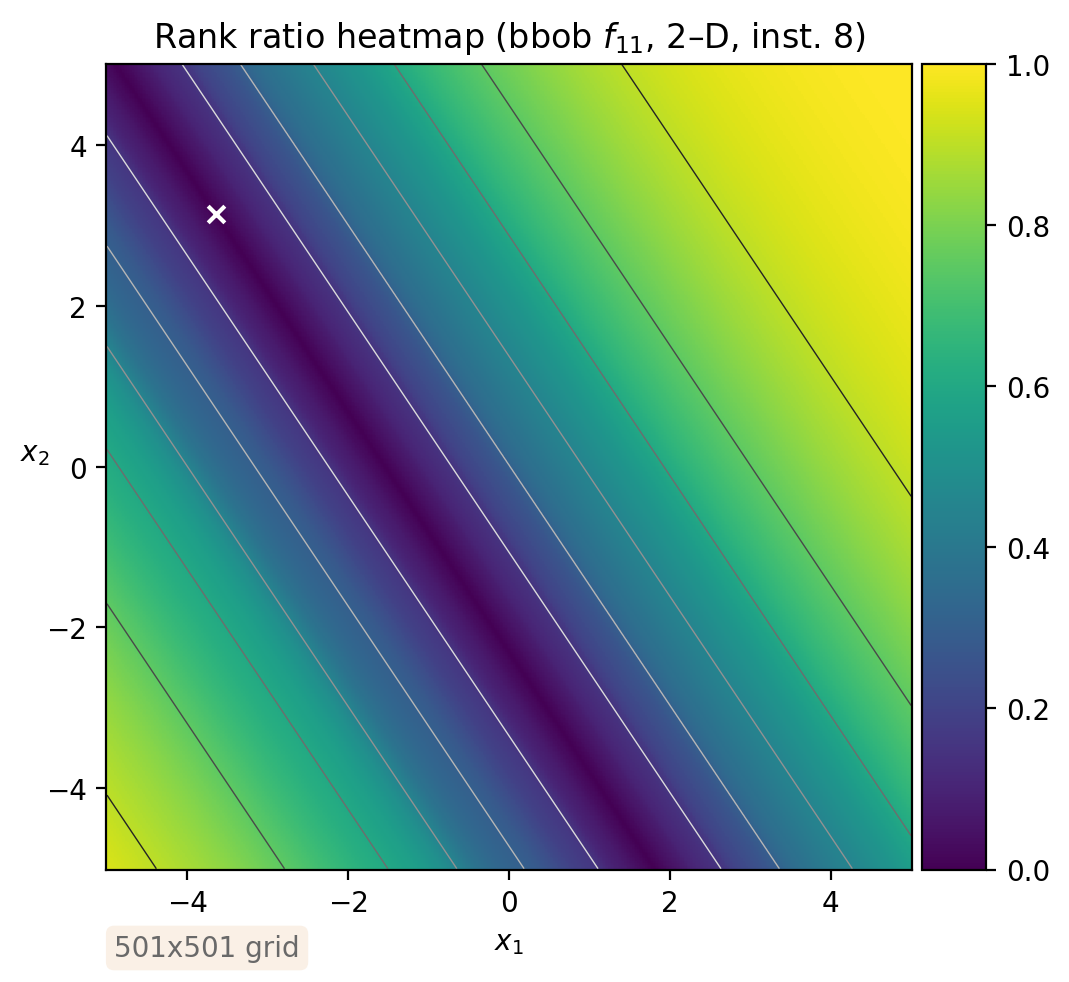 Rank ratio heatmap (bbob f₁₁, 2–D, inst. 8)
1.0
0.8
0.6
0.4
0.2
0.0
4
2
0
−2
−4
x₂
−4 −2 0 2 4
x₁
501x501 grid